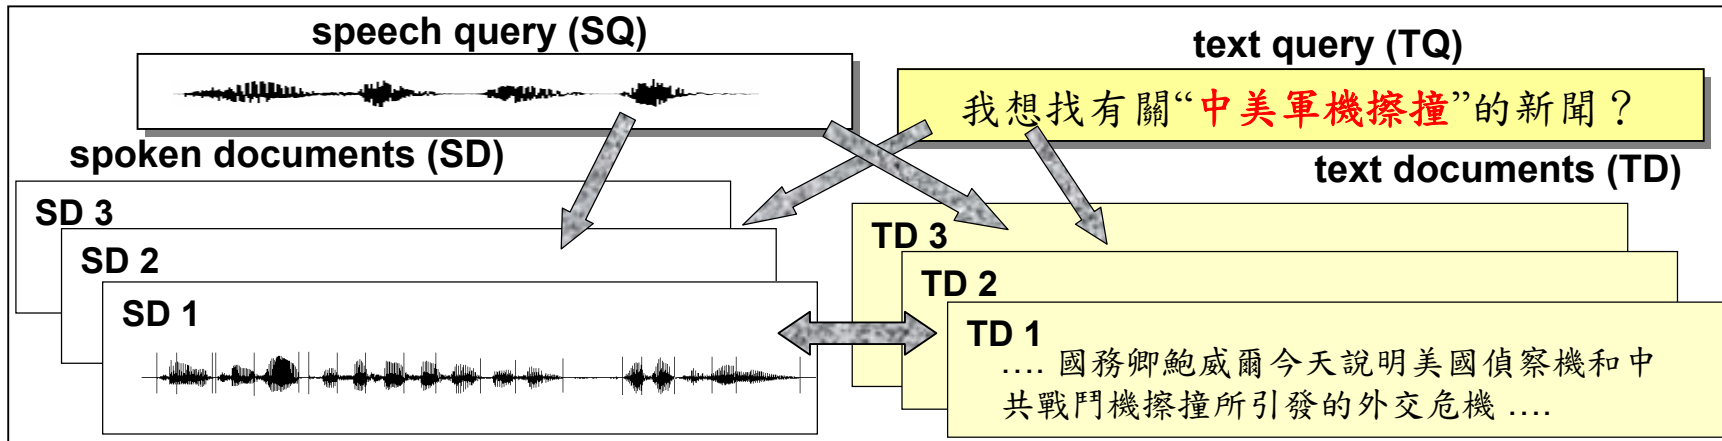 speech query (SQ)
text query (TQ)
我想找有關“中美軍機擦撞”的新聞？
spoken documents (SD)
text documents (TD)
SD 3
SD 2
SD 1
TD 3
TD 2
TD 1
.... 國務卿鮑威爾今天說明美國偵察機和中
共戰鬥機擦撞所引發的外交危機 ....